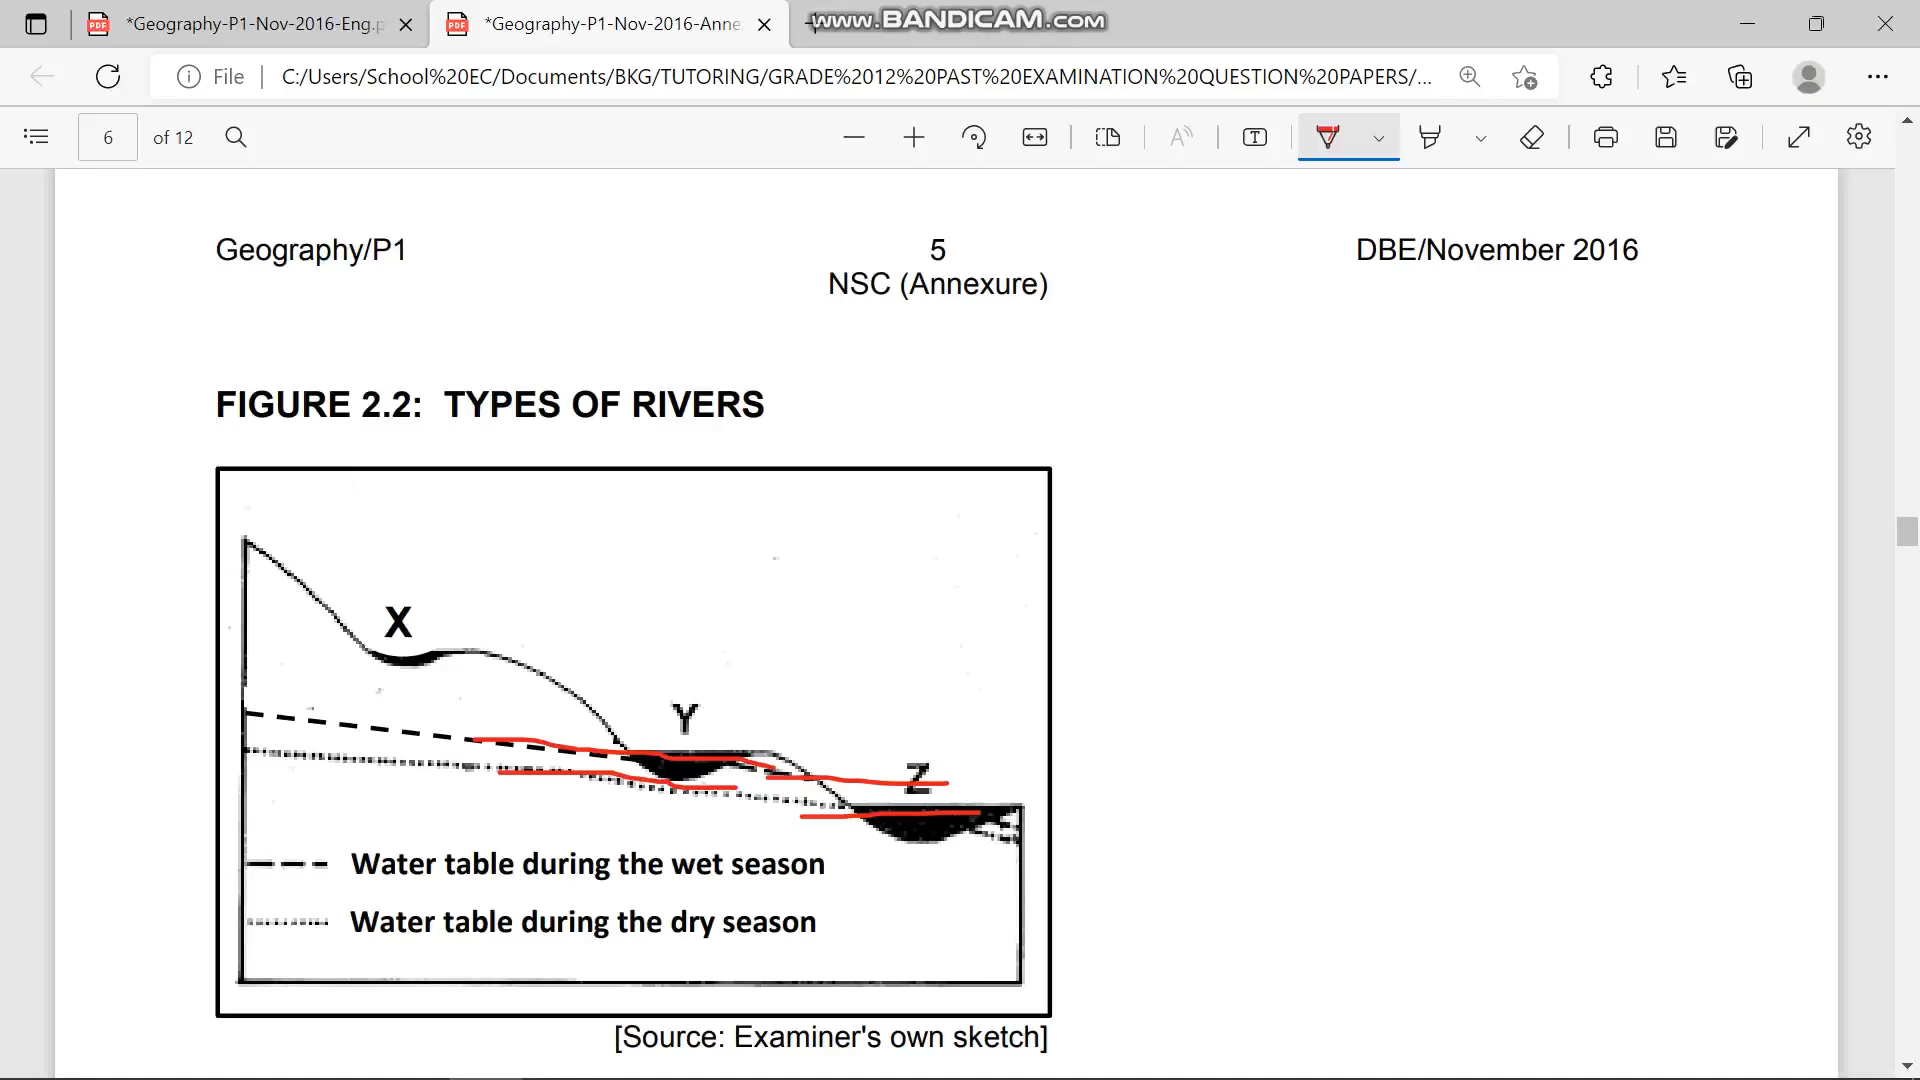 *Geography-P1-Nov-2016-Eng.p
*Geography-P1-Nov-2016-Anne
www.BANDICAM.com
File
C:/Users/School%20EC/Documents/BKG/TUTORING/GRADE%2012%20PAST%20EXAMINATION%20QUESTION%20PAPERS/...
6 of 12
Geography/P1
5
DBE/November 2016
NSC (Annexure)
FIGURE 2.2: TYPES OF RIVERS
X
Y
Z
Water table during the wet season
Water table during the dry season
[Source: Examiner's own sketch]